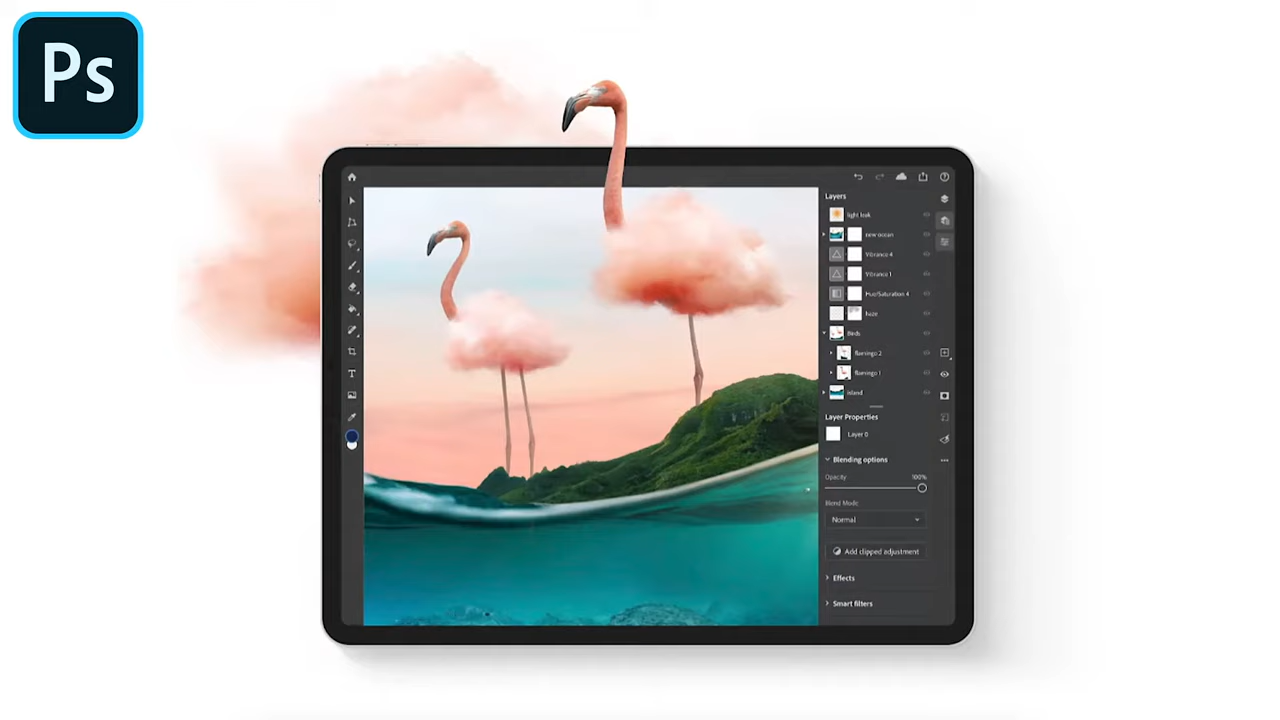 Ps
Layers
light leak
new ocean
Vibrance 4
Vibrance 1
Hue/Saturation 4
haze
Birds
flamingo 2
flamingo 1
island
Layer Properties
Layer 0
Blending options
Opacity 100%
Blend Mode
Normal
Add clipped adjustment
Effects
Smart filters